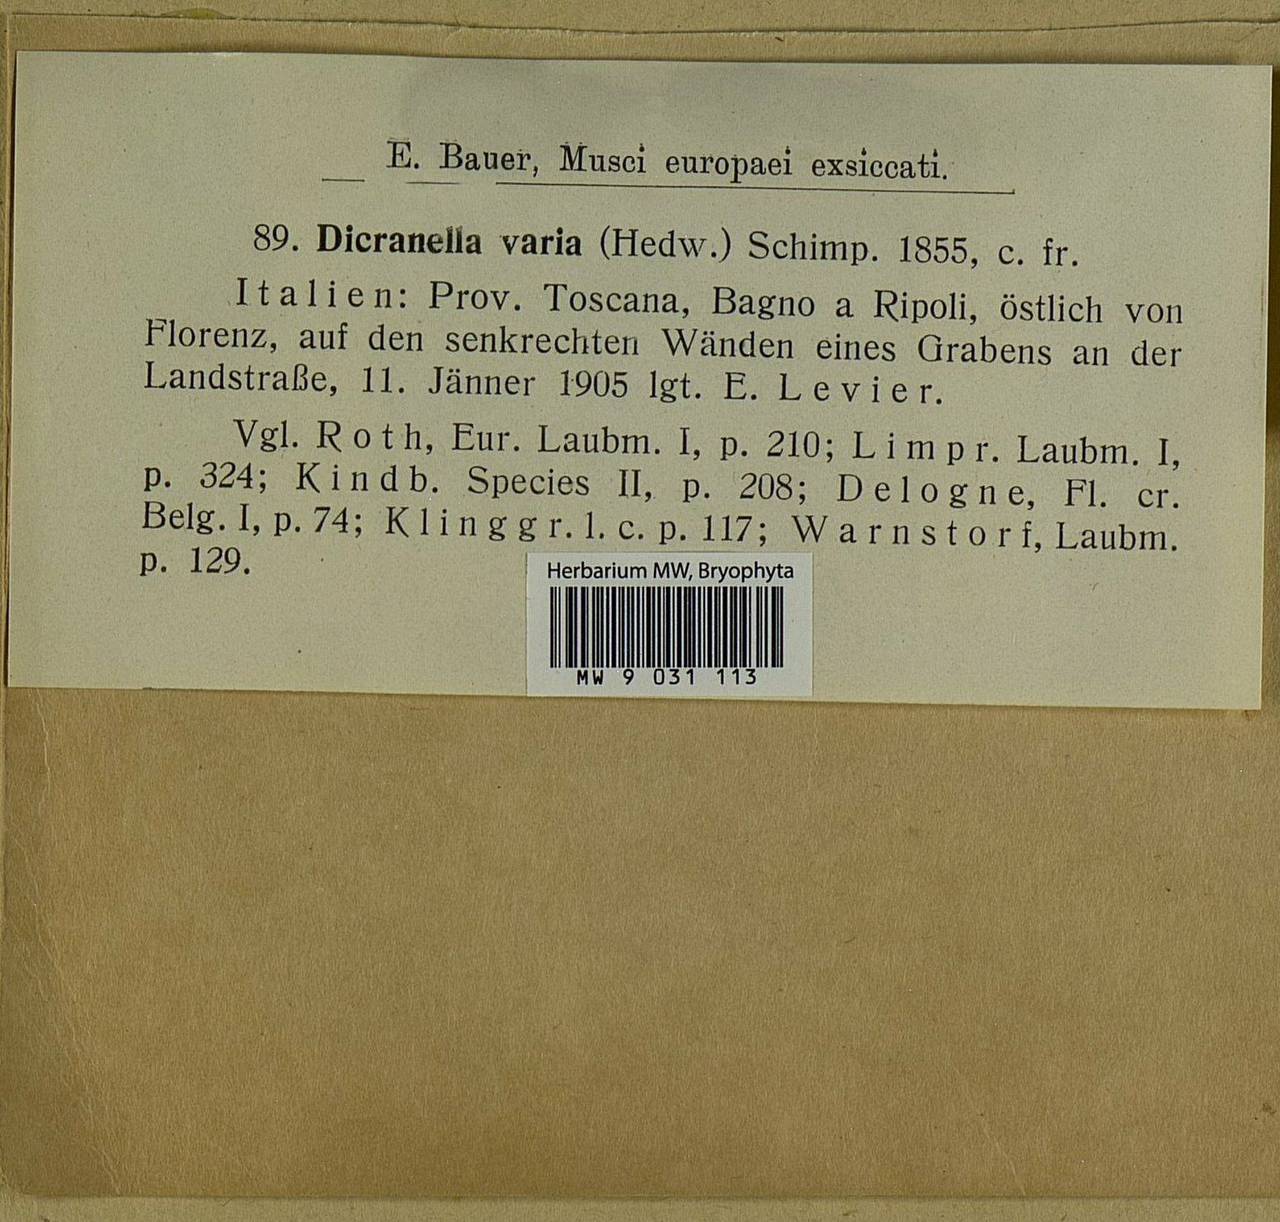 E. Bauer, Musci europaei exsiccati.
89. Dicranella varia (Hedw.) Schimp. 1855, c. fr.
Italien: Prov. Toscana, Bagno a Ripoli, östlich von
Florenz, auf den senkrechten Wänden eines Grabens an der
Landstraße, 11. Jänner 1905 lgt. E. Levier.
Vgl. Roth, Eur. Laubm. I, p. 210; Limpr. Laubm. I,
p. 324; Kindb. Species II, p. 208; Delogne, Fl. cr.
Belg. I, p. 74; Klinggr. l. c. p. 117; Warnstorf, Laubm.
p. 129.
Herbarium MW, Bryophyta
MW 9 031 113